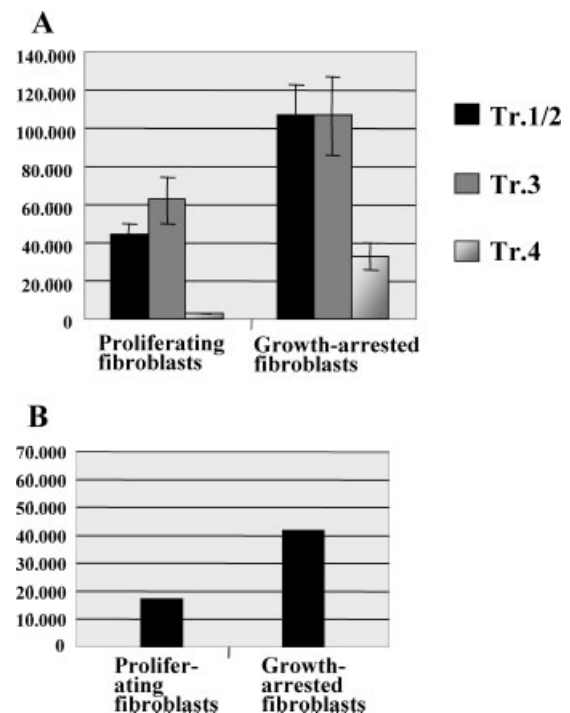 A
140.000
120.000
100.000
80.000
60.000
40.000
20.000
0
Proliferating
fibroblasts
Growth-arrested
fibroblasts
Tr.1/2
Tr.3
Tr.4
B
70.000
60.000
50.000
40.000
30.000
20.000
10.000
0
Prolifer-
ating
fibroblasts
Growth-
arrested
fibroblasts